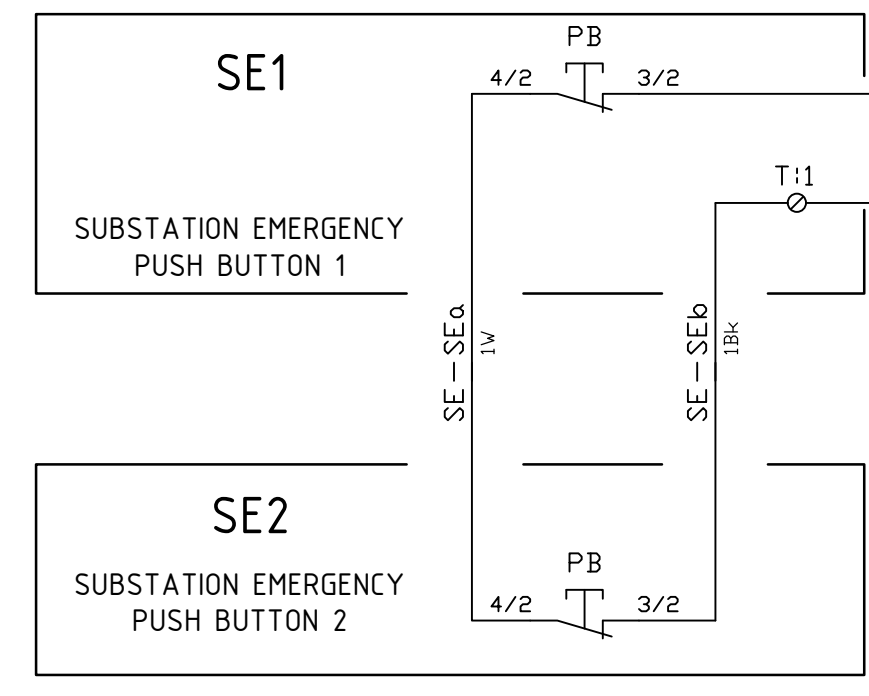 SE1
PB
4/2
3/2
T:1
SUBSTATION EMERGENCY
PUSH BUTTON 1
SE-SEa
1W
SE-SEb
1Bk
SE2
PB
SUBSTATION EMERGENCY
PUSH BUTTON 2
4/2
3/2